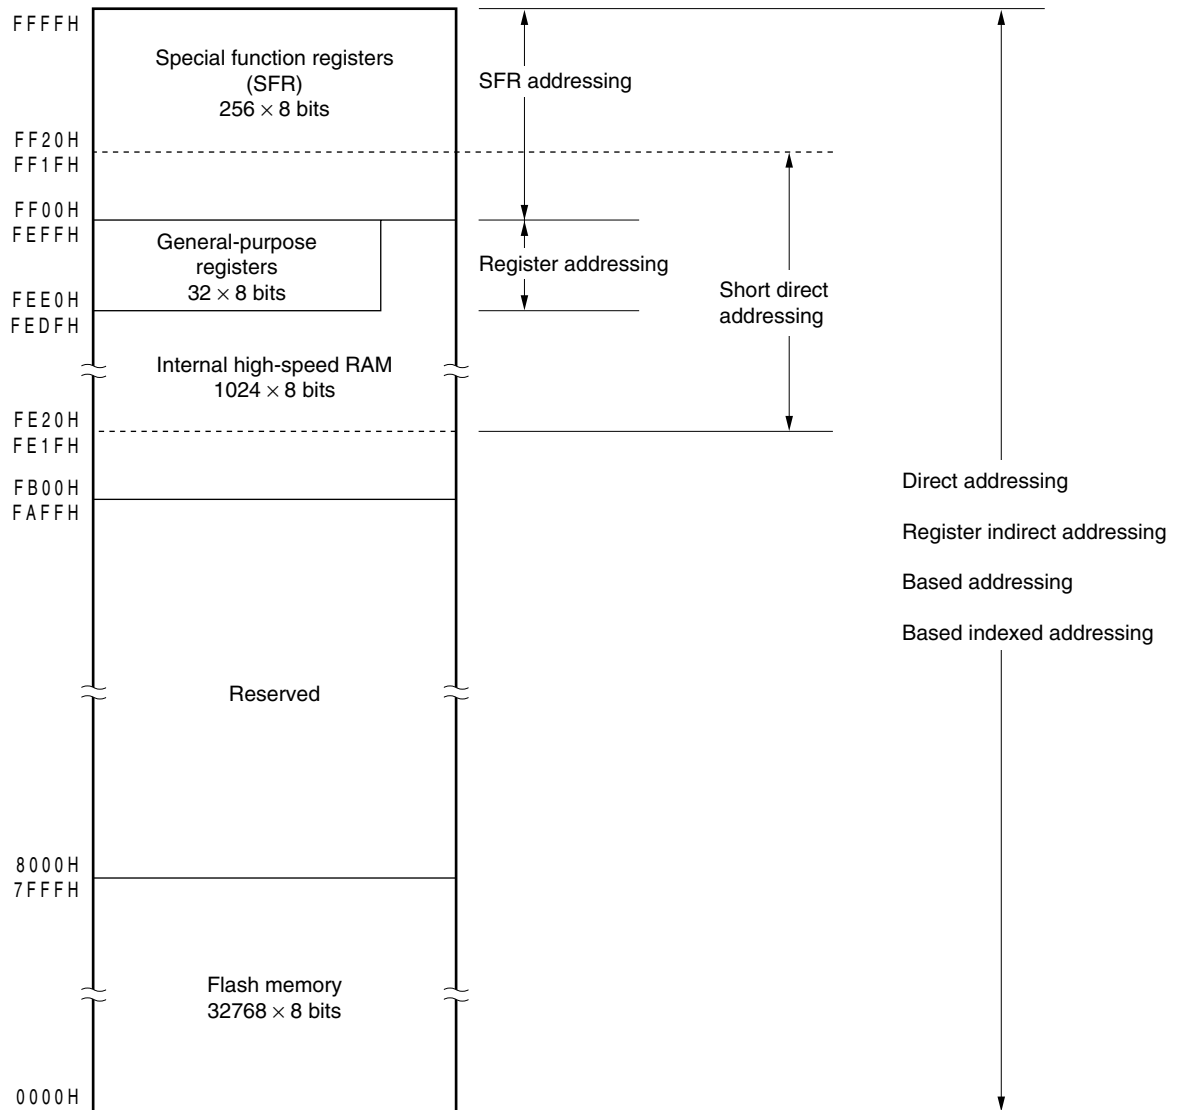 FFFFH
Special function registers
(SFR)
256 × 8 bits
SFR addressing
FF20H
FF1FH
FF00H
FEFFH
General-purpose
registers
32 × 8 bits
Register addressing
FEE0H
FEDFH
Short direct
addressing
Internal high-speed RAM
1024 × 8 bits
FE20H
FE1FH
FB00H
FAFFH
Direct addressing
Register indirect addressing
Based addressing
Based indexed addressing
Reserved
8000H
7FFFH
Flash memory
32768 × 8 bits
0000H